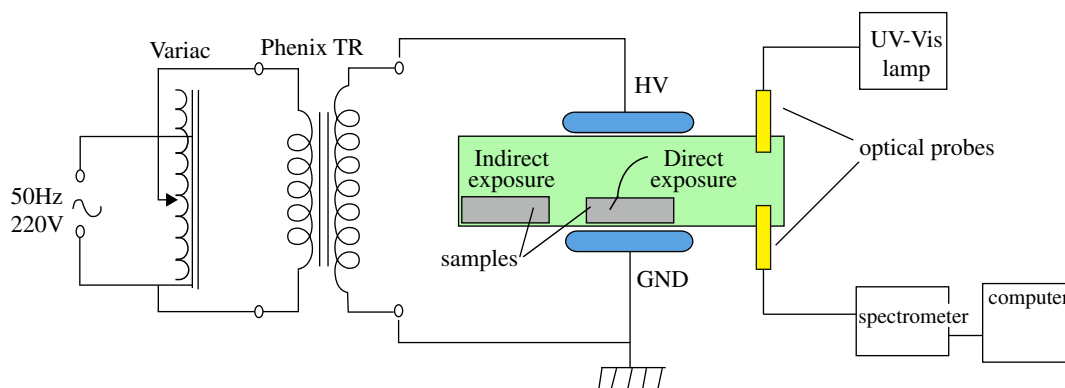 Variac
Phenix TR
UV-Vis
lamp
HV
optical probes
Indirect
exposure
Direct
exposure
50Hz
220V
samples
GND
spectrometer
computer